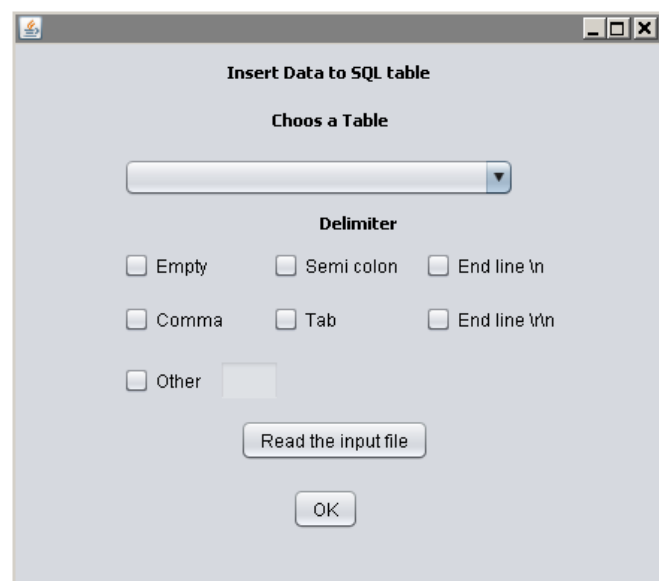 Insert Data to SQL table
Choos a Table
Delimiter
Empty Semi colon End line \n
Comma Tab End line \r\n
Other
Read the input file
OK